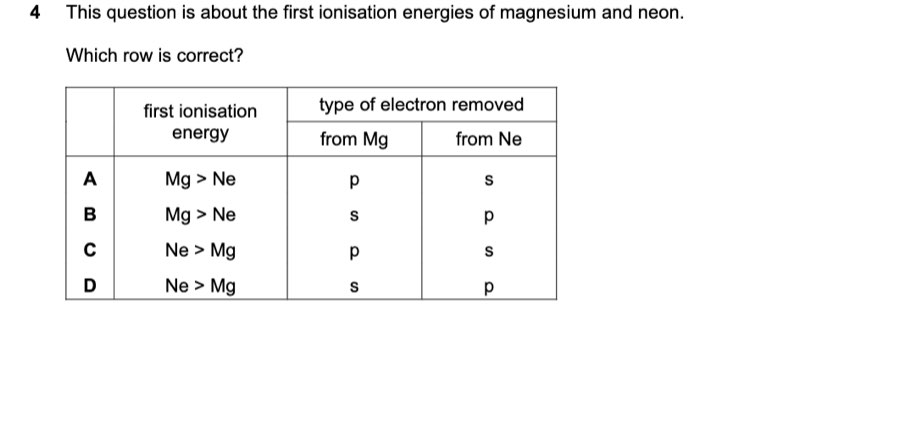 4 This question is about the first ionisation energies of magnesium and neon.
Which row is correct?
first ionisation energy type of electron removed
from Mg from Ne
A Mg > Ne p s
B Mg > Ne s p
C Ne > Mg p s
D Ne > Mg s p